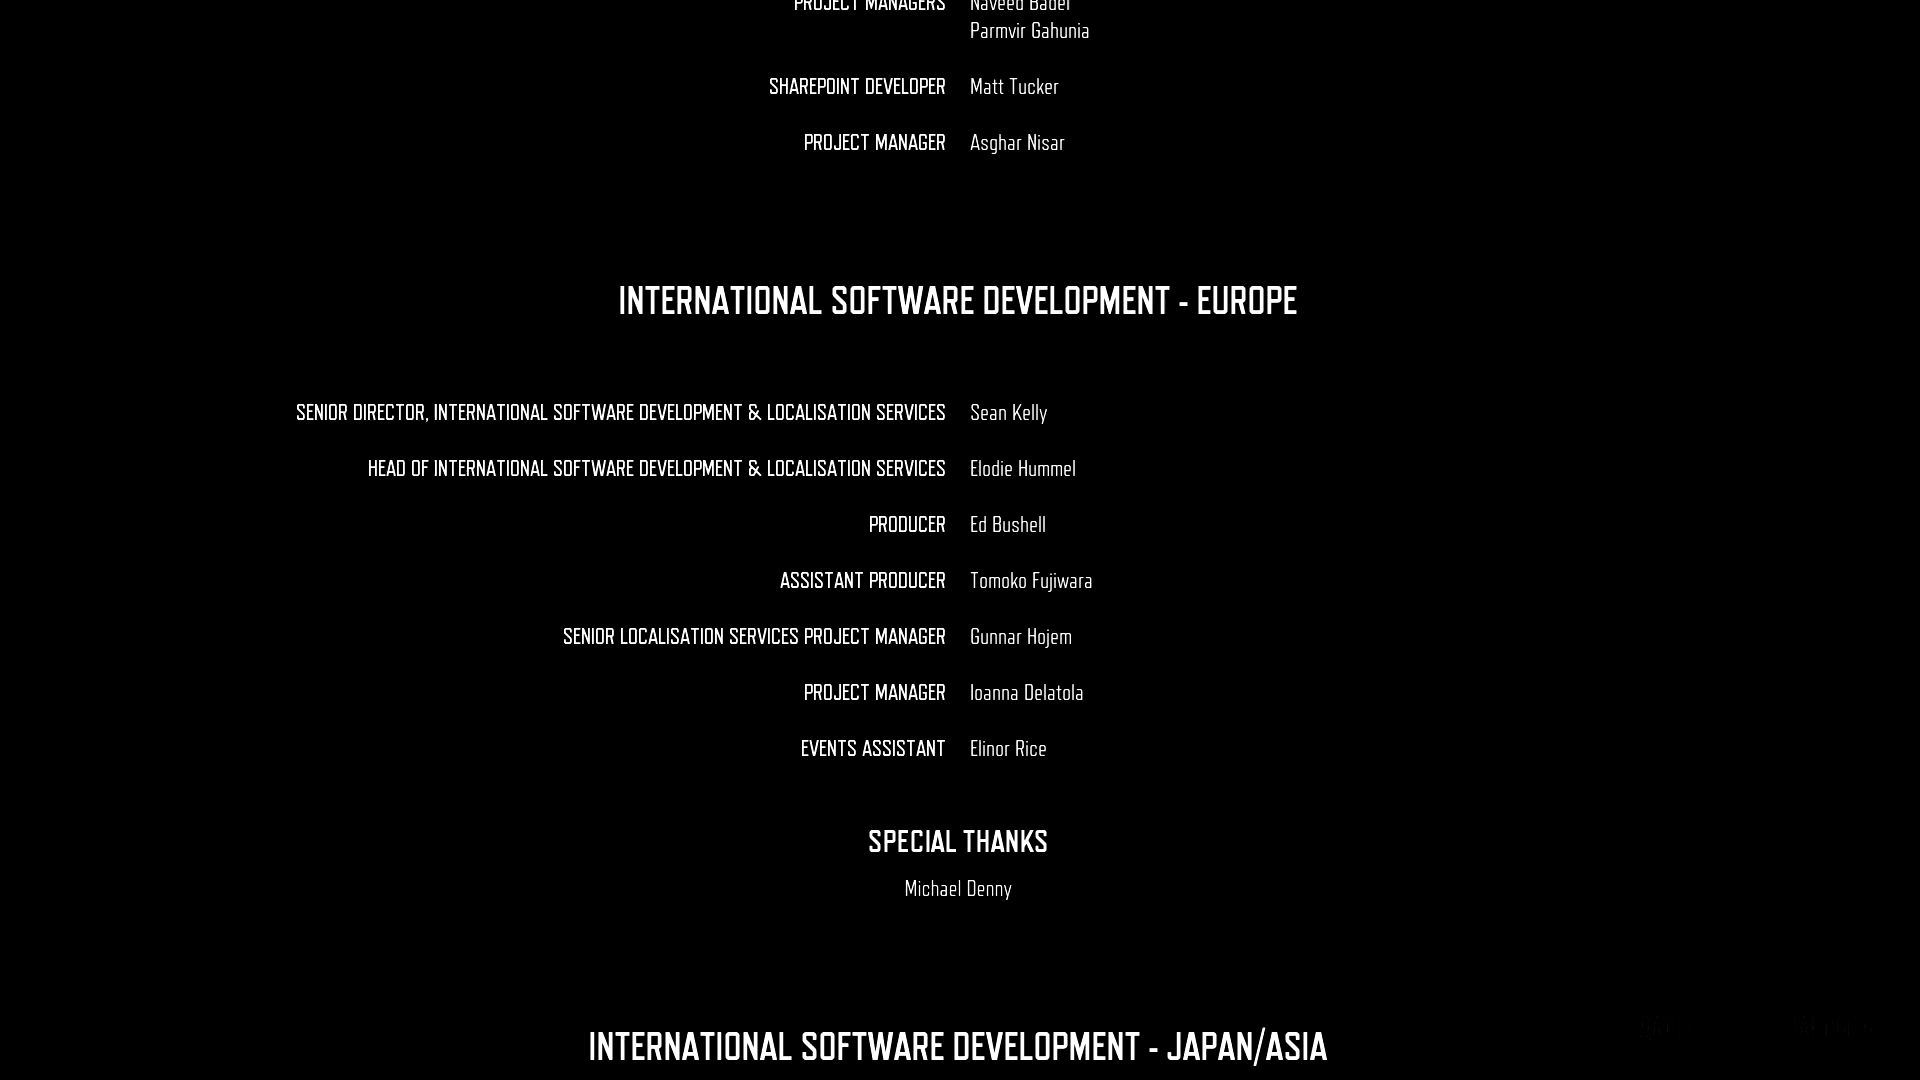 PROJECT MANAGERS Naveed Bader
Parmvir Gahunia
SHAREPOINT DEVELOPER Matt Tucker
PROJECT MANAGER Asghar Nisar
INTERNATIONAL SOFTWARE DEVELOPMENT - EUROPE
SENIOR DIRECTOR, INTERNATIONAL SOFTWARE DEVELOPMENT & LOCALISATION SERVICES Sean Kelly
HEAD OF INTERNATIONAL SOFTWARE DEVELOPMENT & LOCALISATION SERVICES Elodie Hummel
PRODUCER Ed Bushell
ASSISTANT PRODUCER Tomoko Fujiwara
SENIOR LOCALISATION SERVICES PROJECT MANAGER Gunnar Hojem
PROJECT MANAGER Ioanna Delatola
EVENTS ASSISTANT Elinor Rice
SPECIAL THANKS
Michael Denny
INTERNATIONAL SOFTWARE DEVELOPMENT - JAPAN/ASIA